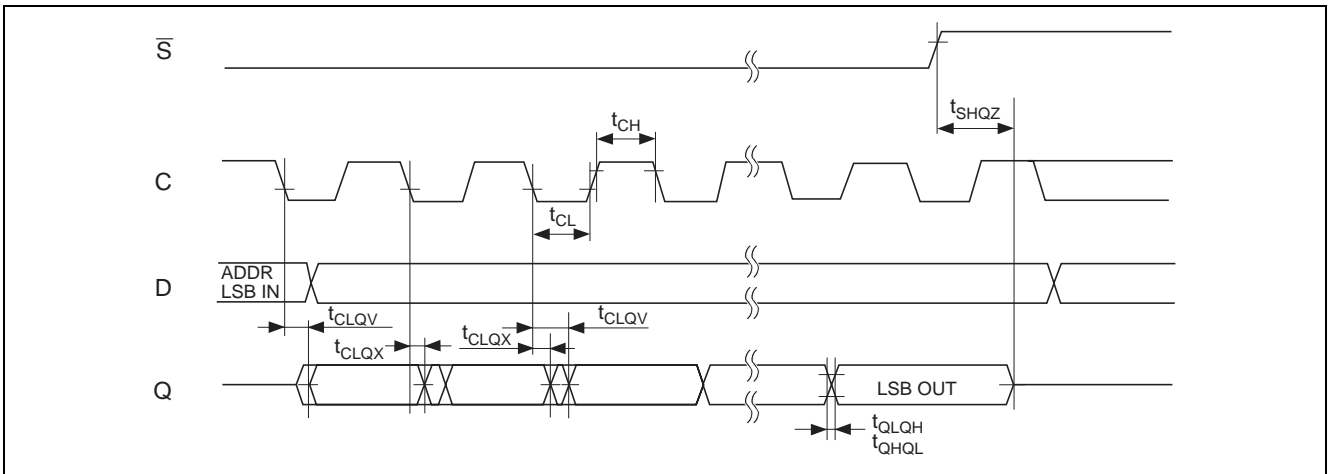 S̅
tSHQZ
tCH
C
tCL
ADDR
LSB IN
D
tCLQV
tCLQV
tCLQX
tCLQX
Q
LSB OUT
tQLQH
tQHQL